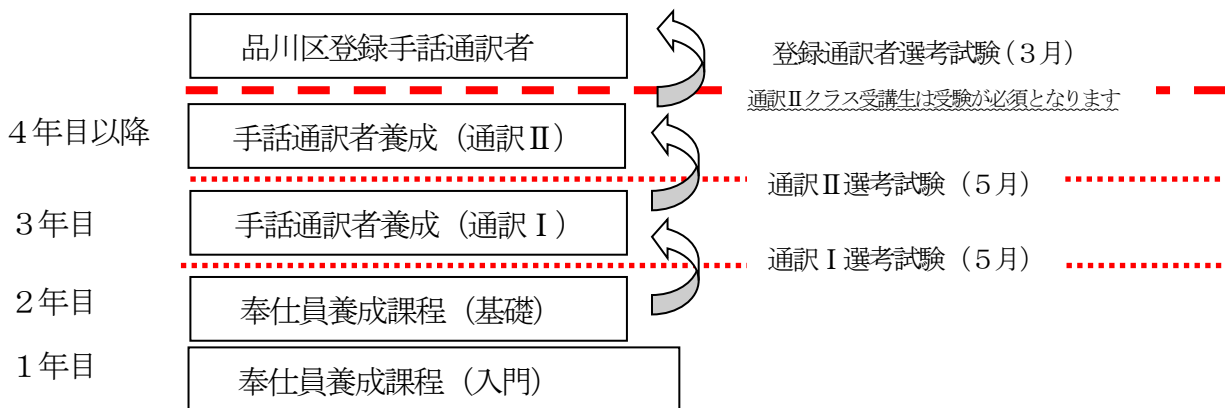 品川区登録手話通訳者
登録通訳者選考試験(３月)
通訳Ⅱクラス受講生は受験が必須となります
４年目以降
手話通訳者養成（通訳Ⅱ）
通訳Ⅱ選考試験（５月）
３年目
手話通訳者養成（通訳Ⅰ）
通訳Ⅰ選考試験（５月）
２年目
奉仕員養成課程（基礎）
１年目
奉仕員養成課程（入門）